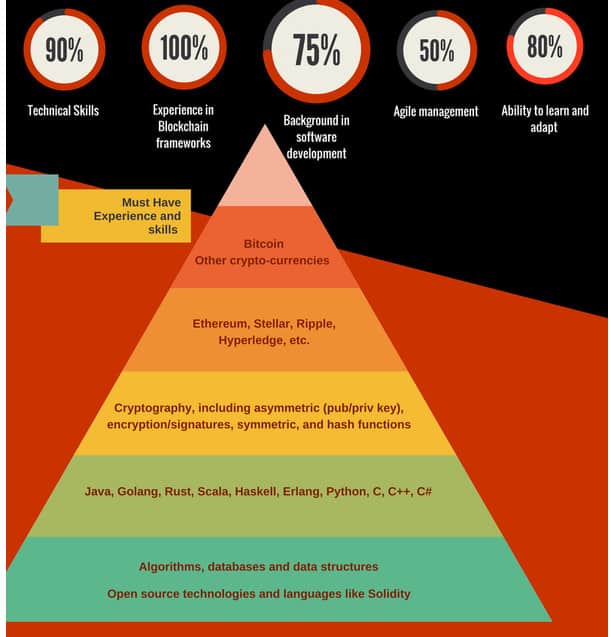 90%
100%
75%
50%
80%
Technical Skills
Experience in
Blockchain
frameworks
Background in
software
development
Agile management
Ability to learn and
adapt
Must Have
Experience and
skills
Bitcoin
Other crypto-currencies
Ethereum, Stellar, Ripple,
Hyperledge, etc.
Cryptography, including asymmetric (pub/priv key),
encryption/signatures, symmetric, and hash functions
Java, Golang, Rust, Scala, Haskell, Erlang, Python, C, C++, C#
Algorithms, databases and data structures
Open source technologies and languages like Solidity